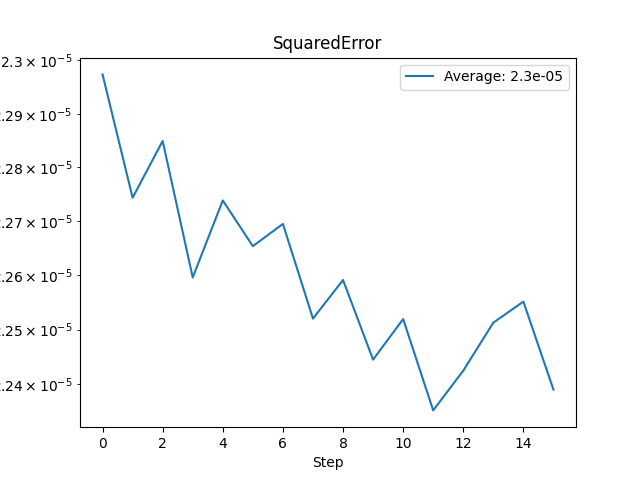 SquaredError
Average: 2.3e-05
2.3 × 10⁻⁵
.29 × 10⁻⁵
.28 × 10⁻⁵
.27 × 10⁻⁵
.26 × 10⁻⁵
.25 × 10⁻⁵
.24 × 10⁻⁵
0 2 4 6 8 10 12 14
Step